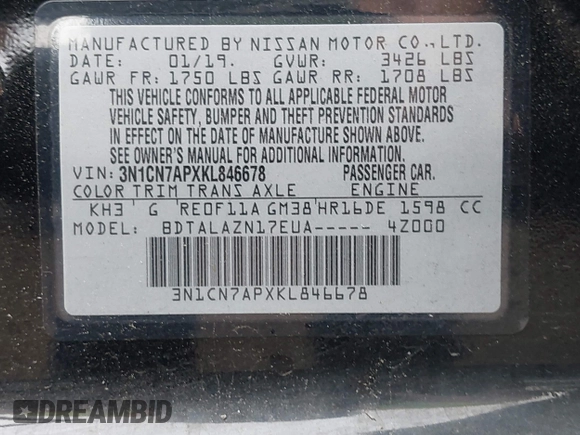 MANUFACTURED BY NISSAN MOTOR CO.,LTD.
DATE: 01/19. GVWR: 3426 LBS
GAWR FR: 1750 LBS GAWR RR: 1708 LBS
THIS VEHICLE CONFORMS TO ALL APPLICABLE FEDERAL MOTOR
VEHICLE SAFETY, BUMPER AND THEFT PREVENTION STANDARDS
IN EFFECT ON THE DATE OF MANUFACTURE SHOWN ABOVE.
SEE OWNER'S MANUAL FOR ADDITIONAL INFORMATION.
VIN: 3N1CN7APXKL846678 PASSENGER CAR.
COLOR TRIM TRANS AXLE ENGINE
KH3 G RE0F11A GM38 HR16DE 1598 CC
MODEL: BDTALAZN17EUA----- 4Z000
3N1CN7APXKL846678
DREAMBID